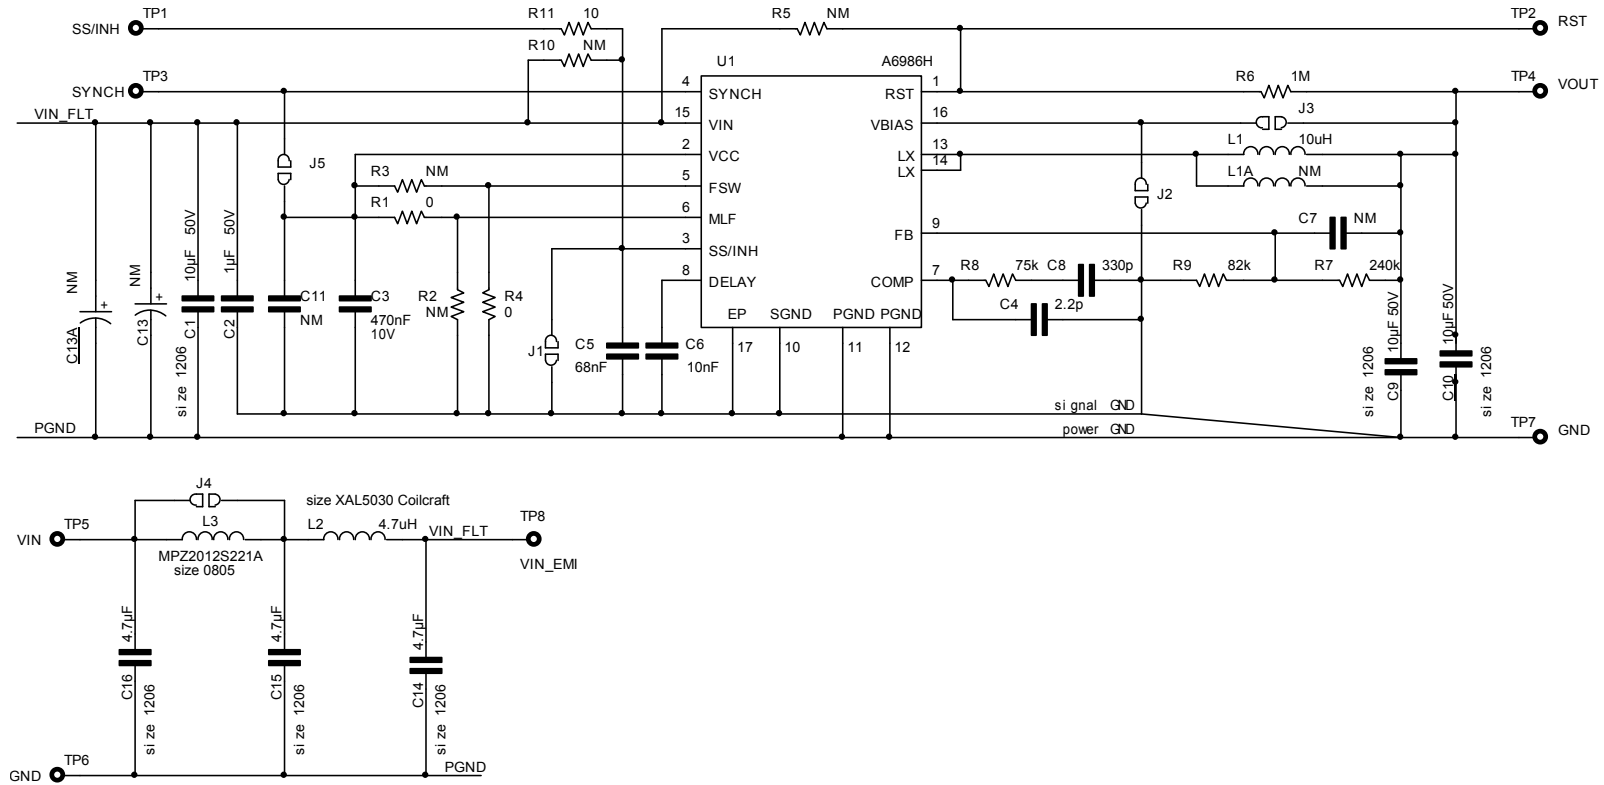 TP1
SS/INH
R11 10
R10 NM
R5 NM
TP2
RST
TP3
SYNCH
U1 A6986H
R6 1M
TP4
VOUT
VIN_FLT
4 SYNCH
15 VIN
2 VCC
5 FSW
6 MLF
3 SS/INH
8 DELAY
RST 1
VBIAS 16
LX 13
LX 14
FB 9
COMP 7
EP SGND PGND PGND
17 10 11 12
J3
L1 10uH
L1A NM
J2
J5
R3 NM
R1 0
C7 NM
R8 75k C8 330p
R9 82k
R7 240k
C4 2.2p
NM
C13A
+
NM
C13
+
10µF 50V
C1
size 1206
1µF 50V
C2
C11
NM
C3
470nF
10V
R2
NM
R4
0
J1
C5
68nF
C6
10nF
10µF 50V
C9
size 1206
10µF 50V
C10
size 1206
signal GND
power GND
PGND
TP7
GND
J4
size XAL5030 Coilcraft
TP5
VIN
L3
MPZ2012S221A
size 0805
L2 4.7uH
VIN_FLT
TP8
VIN_EMI
4.7µF
C16
size 1206
4.7µF
C15
size 1206
4.7µF
C14
size 1206
TP6
GND
PGND